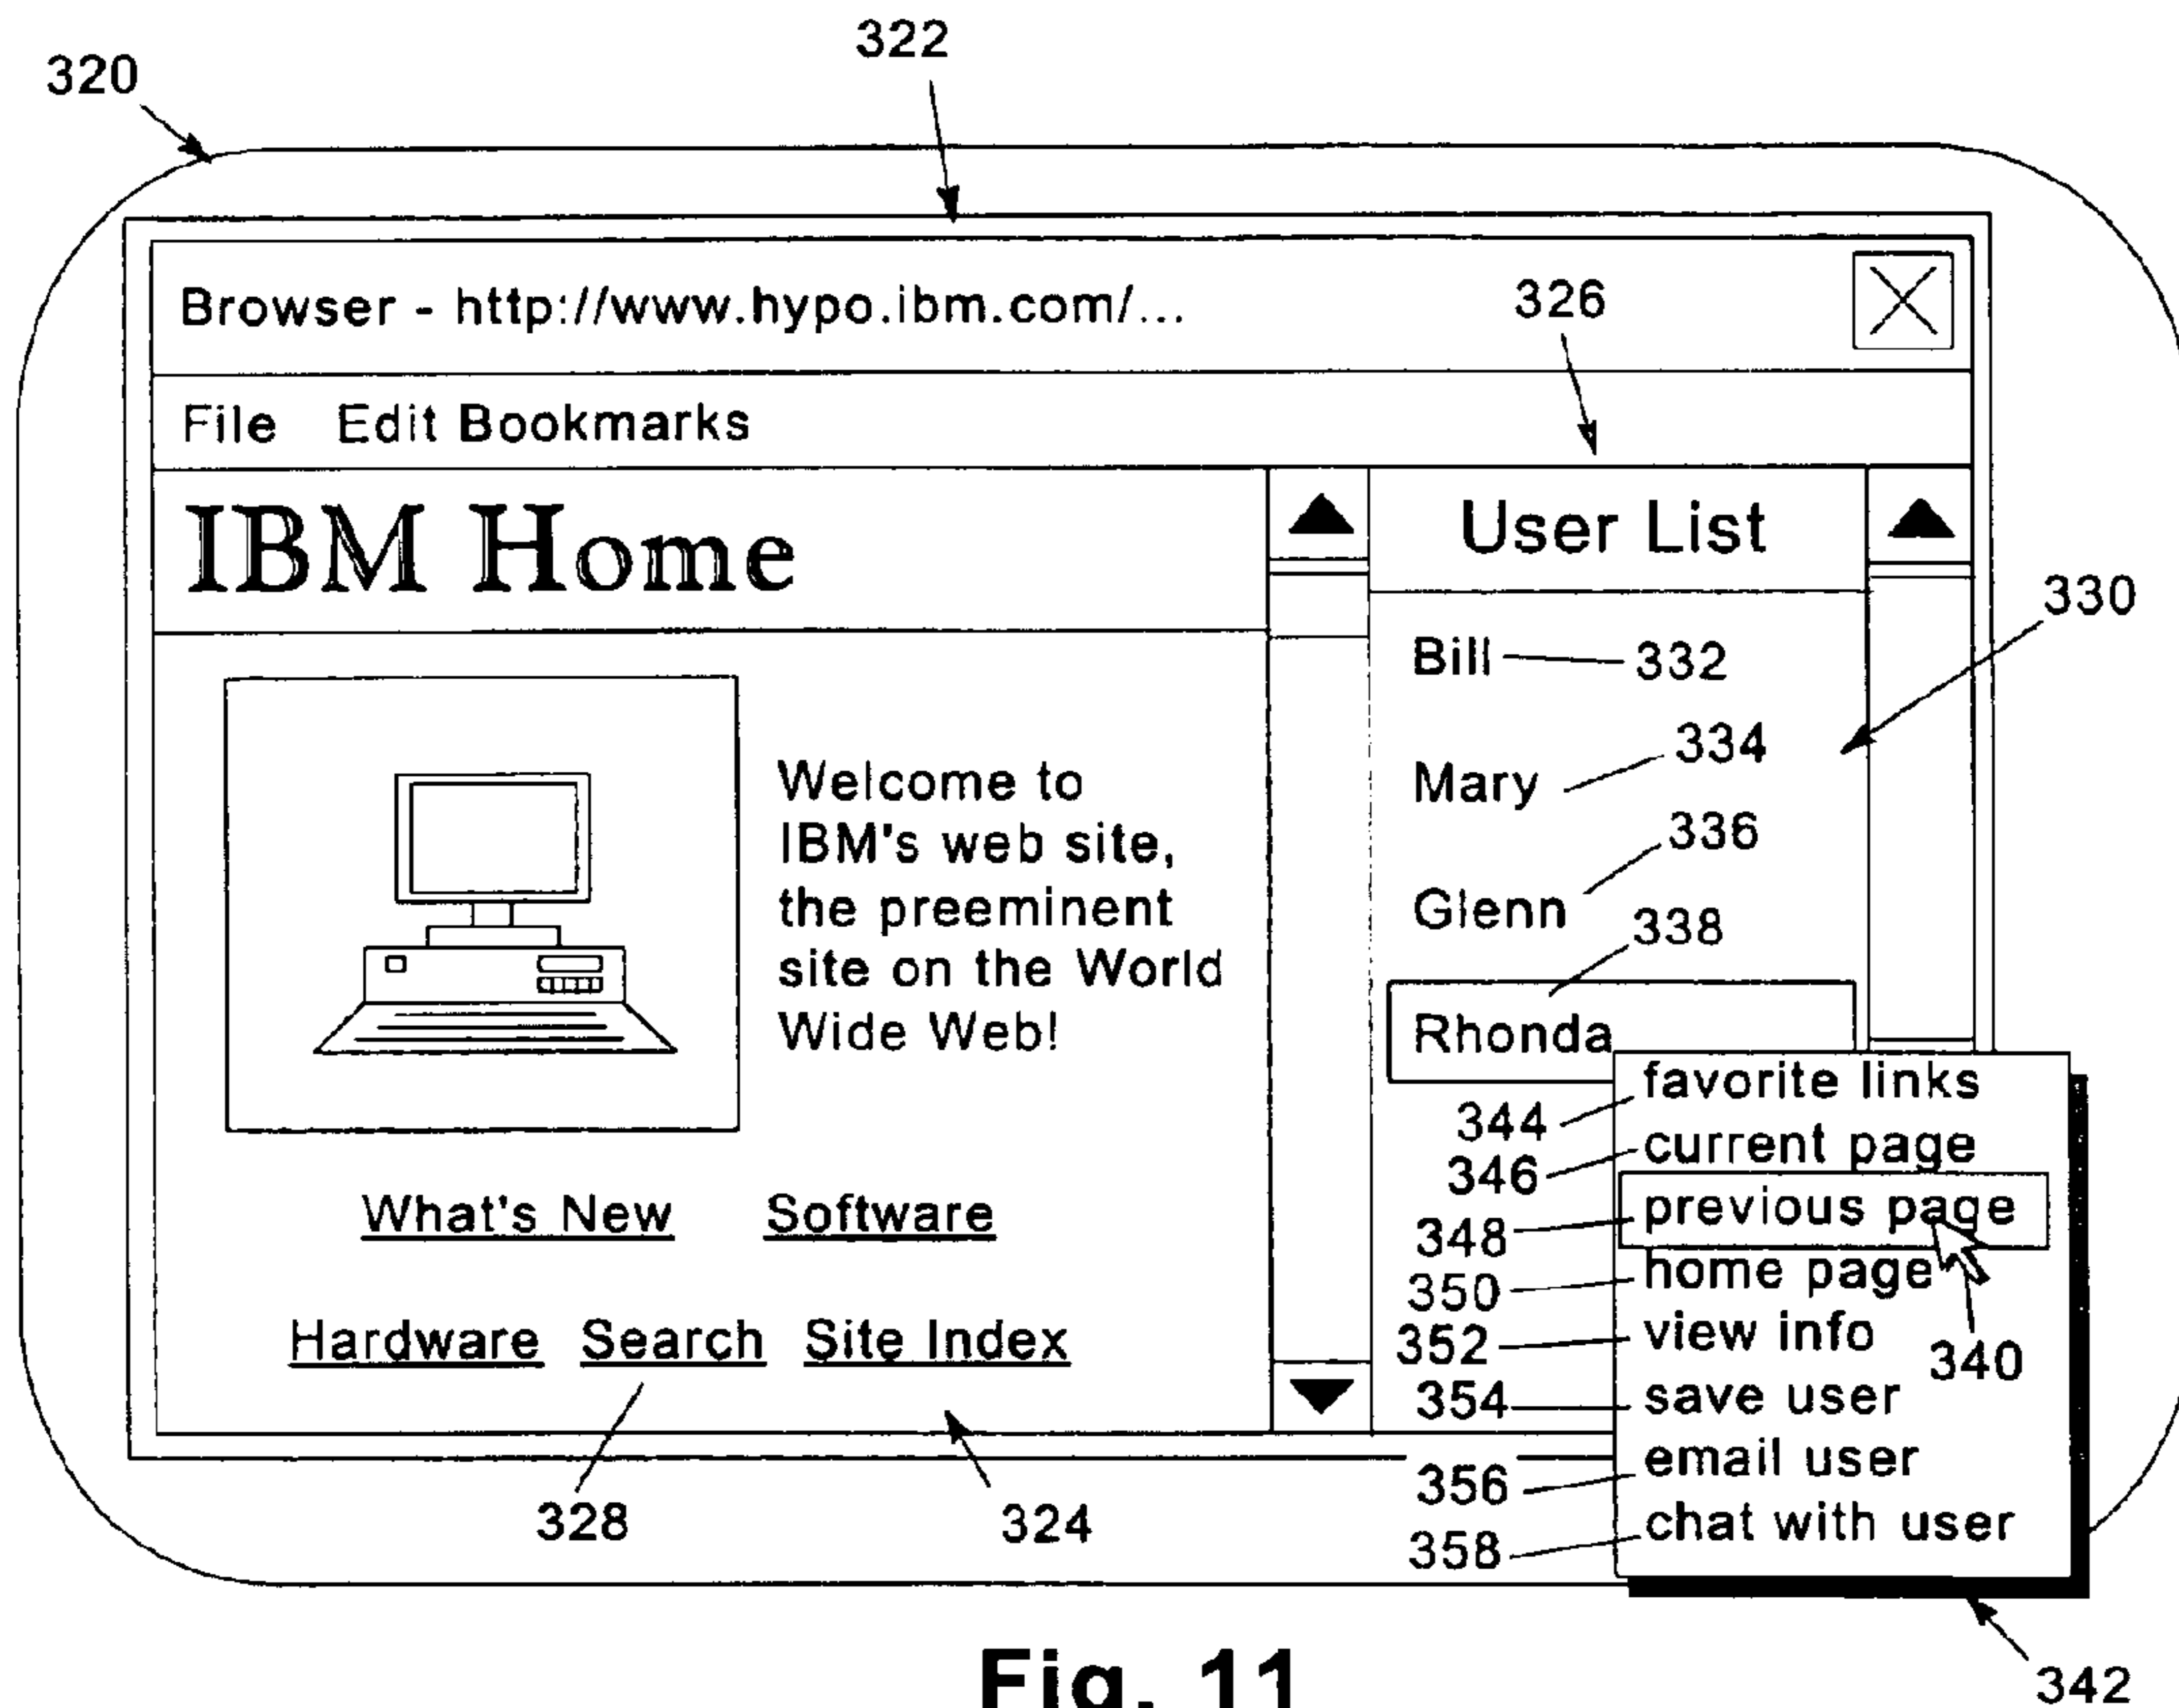 322
320
Browser - http://www.hypo.ibm.com/...
326
File Edit Bookmarks
IBM Home
User List
330
Bill 332
334
Mary
336
Glenn
338
Rhonda
Welcome to
IBM's web site,
the preeminent
site on the World
Wide Web!
What's New Software
Hardware Search Site Index
favorite links
344
current page
346
previous page
348
home page
350
view info
352
340
save user
354
email user
356
chat with user
358
328
324
342
Fig. 11